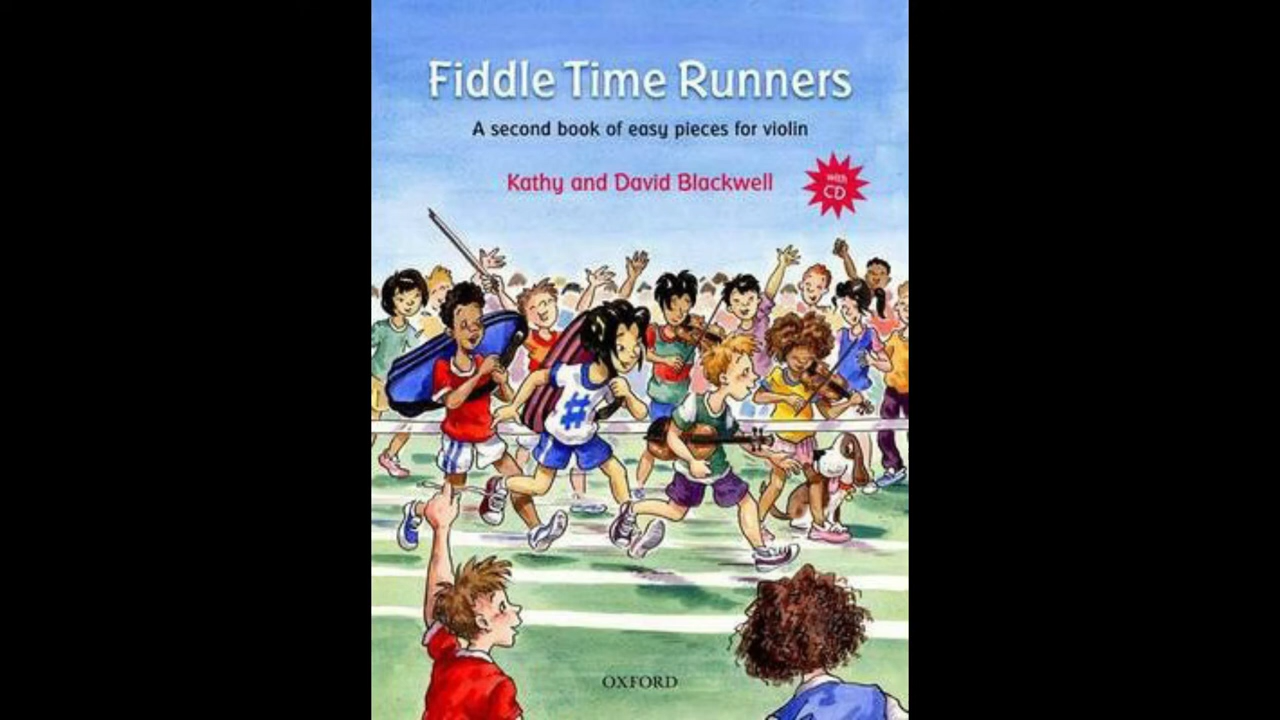 Fiddle Time Runners
A second book of easy pieces for violin
Kathy and David Blackwell
with
CD
#
OXFORD